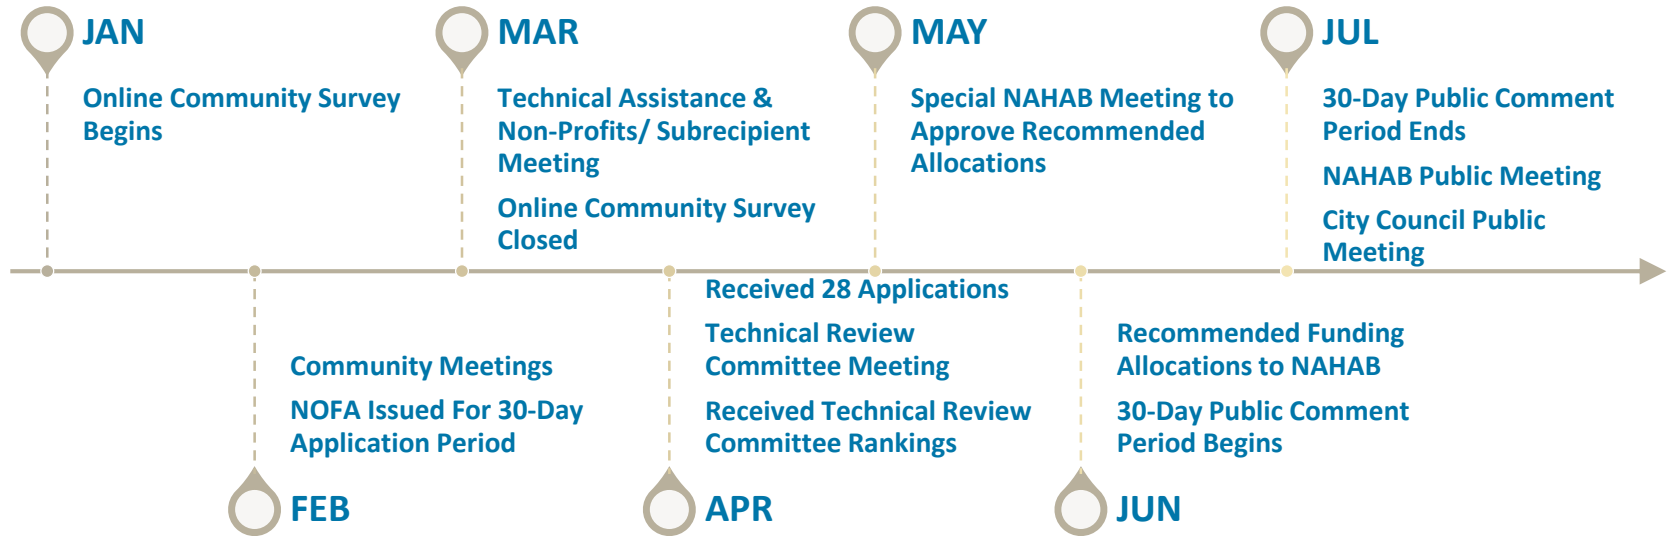 JAN
Online Community Survey
Begins
MAR
Technical Assistance &
Non-Profits/ Subrecipient
Meeting
Online Community Survey
Closed
MAY
Special NAHAB Meeting to
Approve Recommended
Allocations
JUL
30-Day Public Comment
Period Ends
NAHAB Public Meeting
City Council Public
Meeting
Community Meetings
NOFA Issued For 30-Day
Application Period
FEB
Received 28 Applications
Technical Review
Committee Meeting
Received Technical Review
Committee Rankings
APR
Recommended Funding
Allocations to NAHAB
30-Day Public Comment
Period Begins
JUN